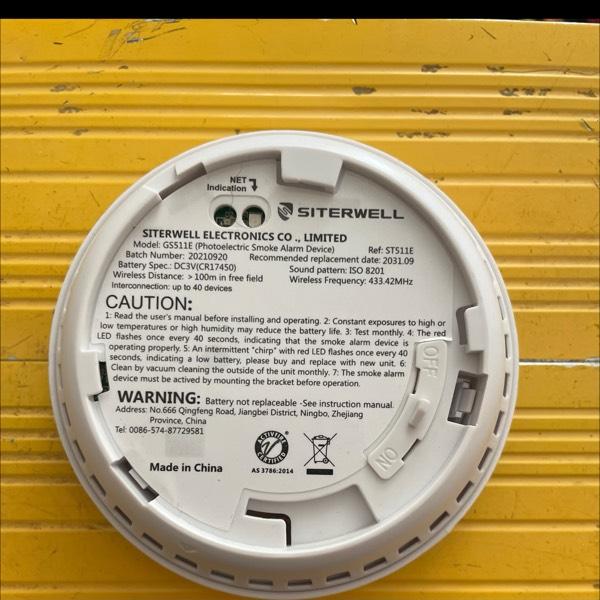 NET
Indication
SITERWELL
SITERWELL ELECTRONICS CO ., LIMITED
Model: GS511E (Photoelectric Smoke Alarm Device) Ref: ST511E
Batch Number: 20210920 Recommended replacement date: 2031.09
Battery Spec.: DC3V(CR17450) Sound pattern: ISO 8201
Wireless Distance: >100m in free field Wireless Frequency: 433.42MHz
Interconnection: up to 40 devices
CAUTION:
1: Read the user's manual before installing and operating. 2: Constant exposures to high or
low temperatures or high humidity may reduce the battery life. 3: Test monthly. 4: The red
LED flashes once every 40 seconds, indicating that the smoke alarm device is
operating properly. 5: An intermittent "chirp" with red LED flashes once every 40
seconds, indicating a low battery, please buy and replace with new unit. 6:
Clean by vacuum cleaning the outside of the unit monthly. 7: The smoke alarm
device must be actived by mounting the bracket before operation.
OFF
WARNING: Battery not replaceable -See instruction manual.
Address: No.666 Qingfeng Road, Jiangbei District, Ningbo, Zhejiang
Province, China
Tel: 0086-574-87729581
ON
ACTIVFIRE
CERTIFIED
Made in China
AS 3786:2014